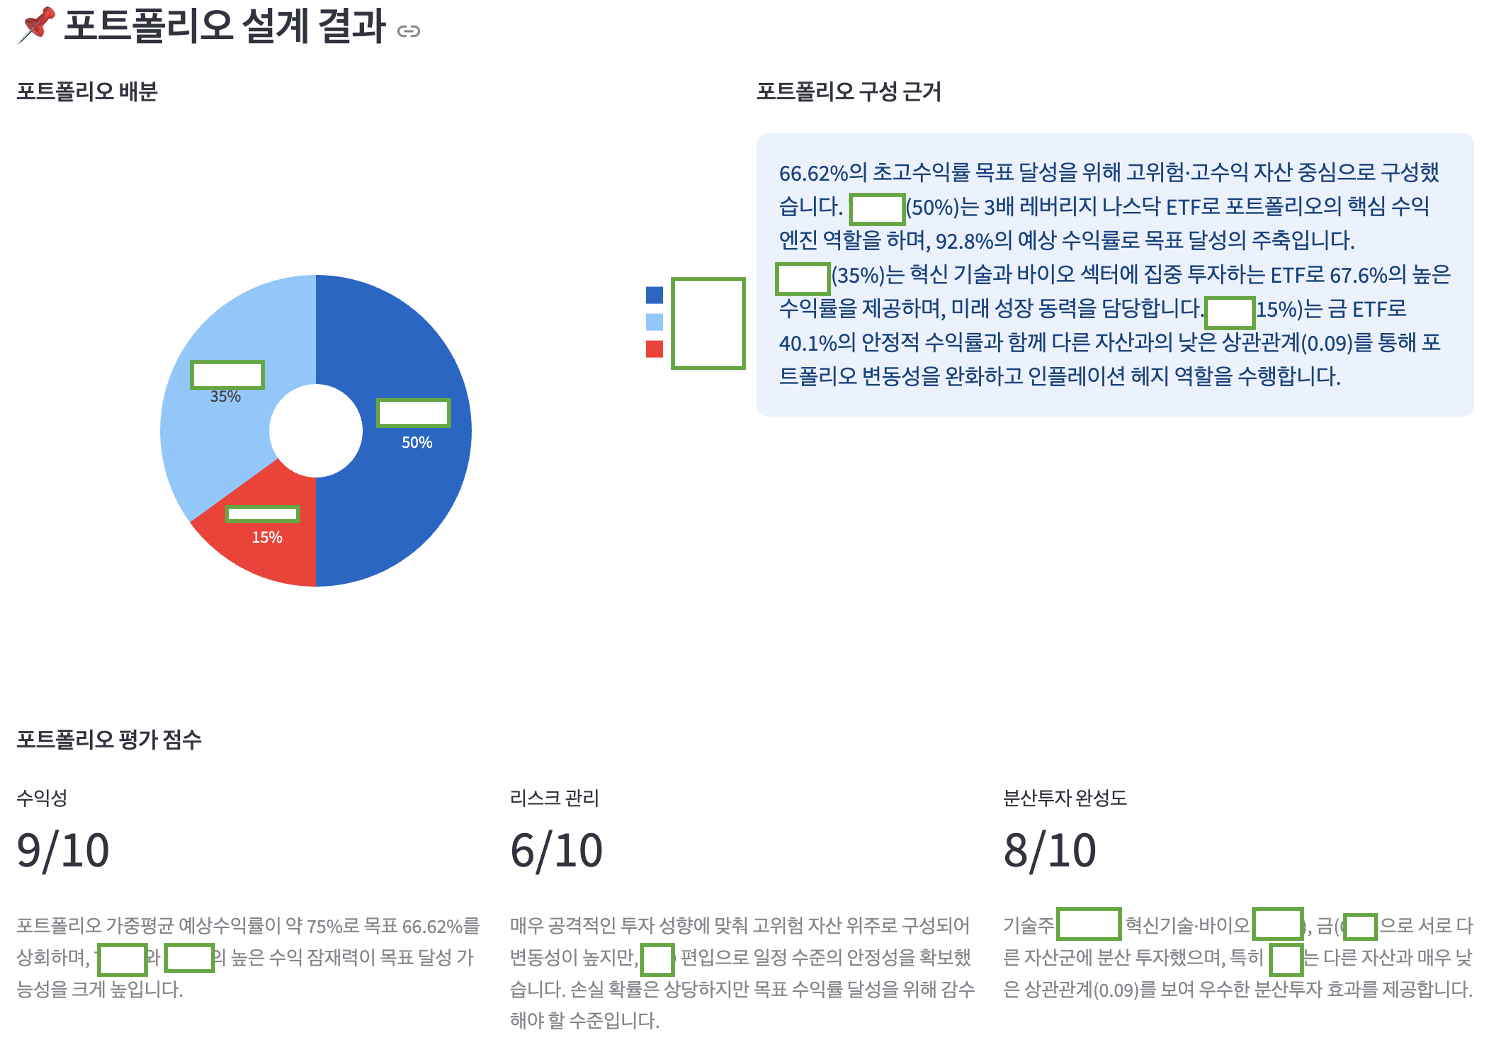 포트폴리오 설계 결과
포트폴리오 배분
35%
50%
15%
포트폴리오 구성 근거
66.62%의 초고수익률 목표 달성을 위해 고위험·고수익 자산 중심으로 구성했
습니다. (50%)는 3배 레버리지 나스닥 ETF로 포트폴리오의 핵심 수익
엔진 역할을 하며, 92.8%의 예상 수익률로 목표 달성의 주축입니다.
(35%)는 혁신 기술과 바이오 섹터에 집중 투자하는 ETF로 67.6%의 높은
수익률을 제공하며, 미래 성장 동력을 담당합니다. 15%)는 금 ETF로
40.1%의 안정적 수익률과 함께 다른 자산과의 낮은 상관관계(0.09)를 통해 포
트폴리오 변동성을 완화하고 인플레이션 헤지 역할을 수행합니다.
포트폴리오 평가 점수
수익성
9/10
포트폴리오 가중평균 예상수익률이 약 75%로 목표 66.62%를
상회하며, 와 의 높은 수익 잠재력이 목표 달성 가
능성을 크게 높입니다.
리스크 관리
6/10
매우 공격적인 투자 성향에 맞춰 고위험 자산 위주로 구성되어
변동성이 높지만, 편입으로 일정 수준의 안정성을 확보했
습니다. 손실 확률은 상당하지만 목표 수익률 달성을 위해 감수
해야 할 수준입니다.
분산투자 완성도
8/10
기술주 혁신기술·바이오 ), 금( 으로 서로 다
른 자산군에 분산 투자했으며, 특히 는 다른 자산과 매우 낮
은 상관관계(0.09)를 보여 우수한 분산투자 효과를 제공합니다.